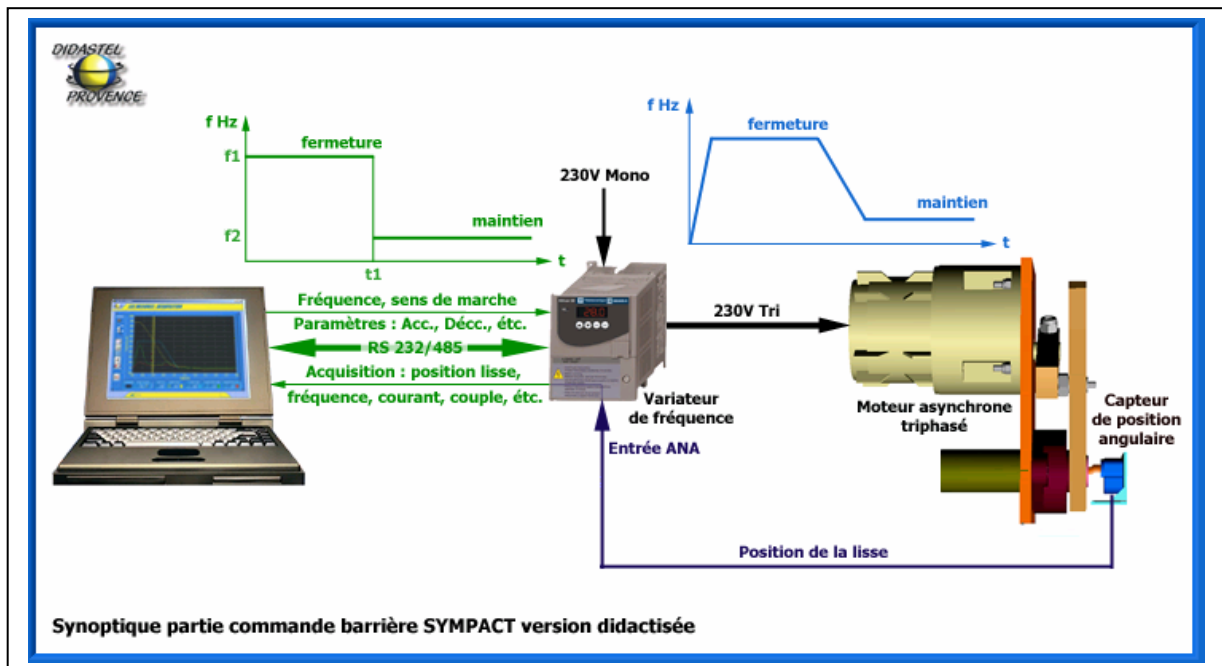 DIDASTEL
PROVENCE
f Hz
fermeture
f1
maintien
f2
t1
t
230V Mono
f Hz
fermeture
maintien
t
Fréquence, sens de marche
Paramètres : Acc., Décc., étc.
RS 232/485
Acquisition : position lisse,
fréquence, courant, couple, étc.
230V Tri
Variateur
de fréquence
Moteur asynchrone
triphasé
Capteur
de position
angulaire
Entrée ANA
Position de la lisse
Synoptique partie commande barrière SYMPACT version didactisée